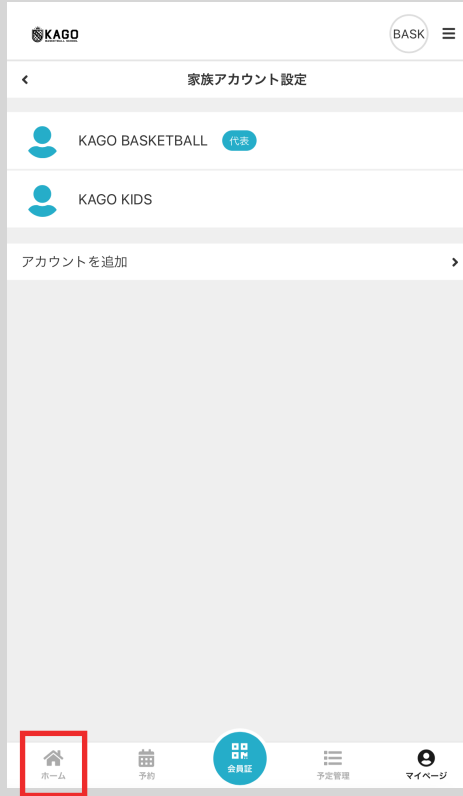 KAGO
BASK
家族アカウント設定
KAGO BASKETBALL 代表
KAGO KIDS
アカウントを追加
ホーム
予約
会員証
予定管理
マイページ